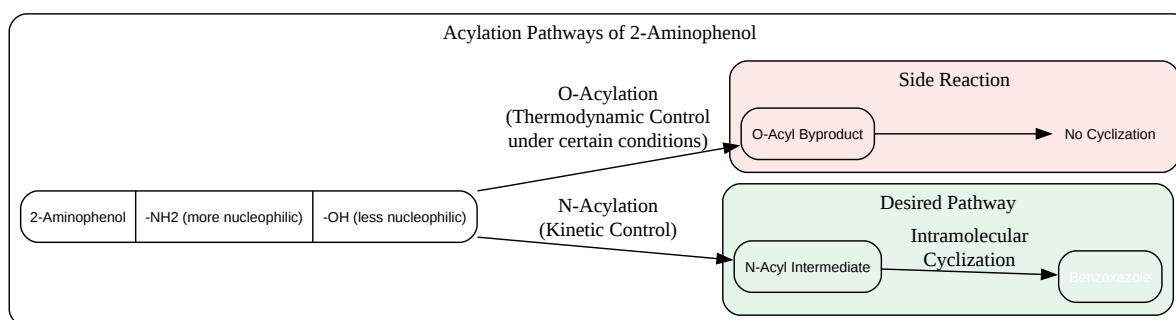 Acylation Pathways of 2-Aminophenol
Side Reaction
O-Acylation
(Thermodynamic Control
under certain conditions)
O-Acyl Byproduct
No Cyclization
2-Aminophenol
-NH2 (more nucleophilic)
-OH (less nucleophilic)
N-Acylation
(Kinetic Control)
Desired Pathway
N-Acyl Intermediate
Intramolecular
Cyclization
Benzoxazole